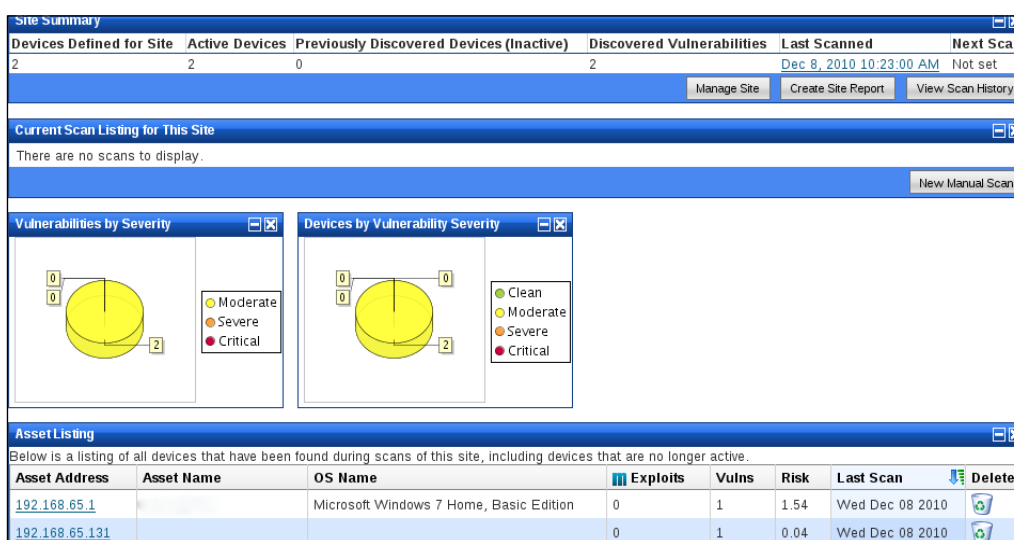 Site Summary
Devices Defined for Site Active Devices Previously Discovered Devices (Inactive) Discovered Vulnerabilities Last Scanned Next Sca
2 2 0 2 Dec 8, 2010 10:23:00 AM Not set
Manage Site Create Site Report View Scan History
Current Scan Listing for This Site
There are no scans to display.
New Manual Scan
Vulnerabilities by Severity Devices by Vulnerability Severity
0
0
2
Moderate
Severe
Critical
0 0
0
2
Clean
Moderate
Severe
Critical
Asset Listing
Below is a listing of all devices that have been found during scans of this site, including devices that are no longer active.
Asset Address Asset Name OS Name Exploits Vulns Risk Last Scan Delete
192.168.65.1 Microsoft Windows 7 Home, Basic Edition 0 1 1.54 Wed Dec 08 2010
192.168.65.131 0 1 0.04 Wed Dec 08 2010